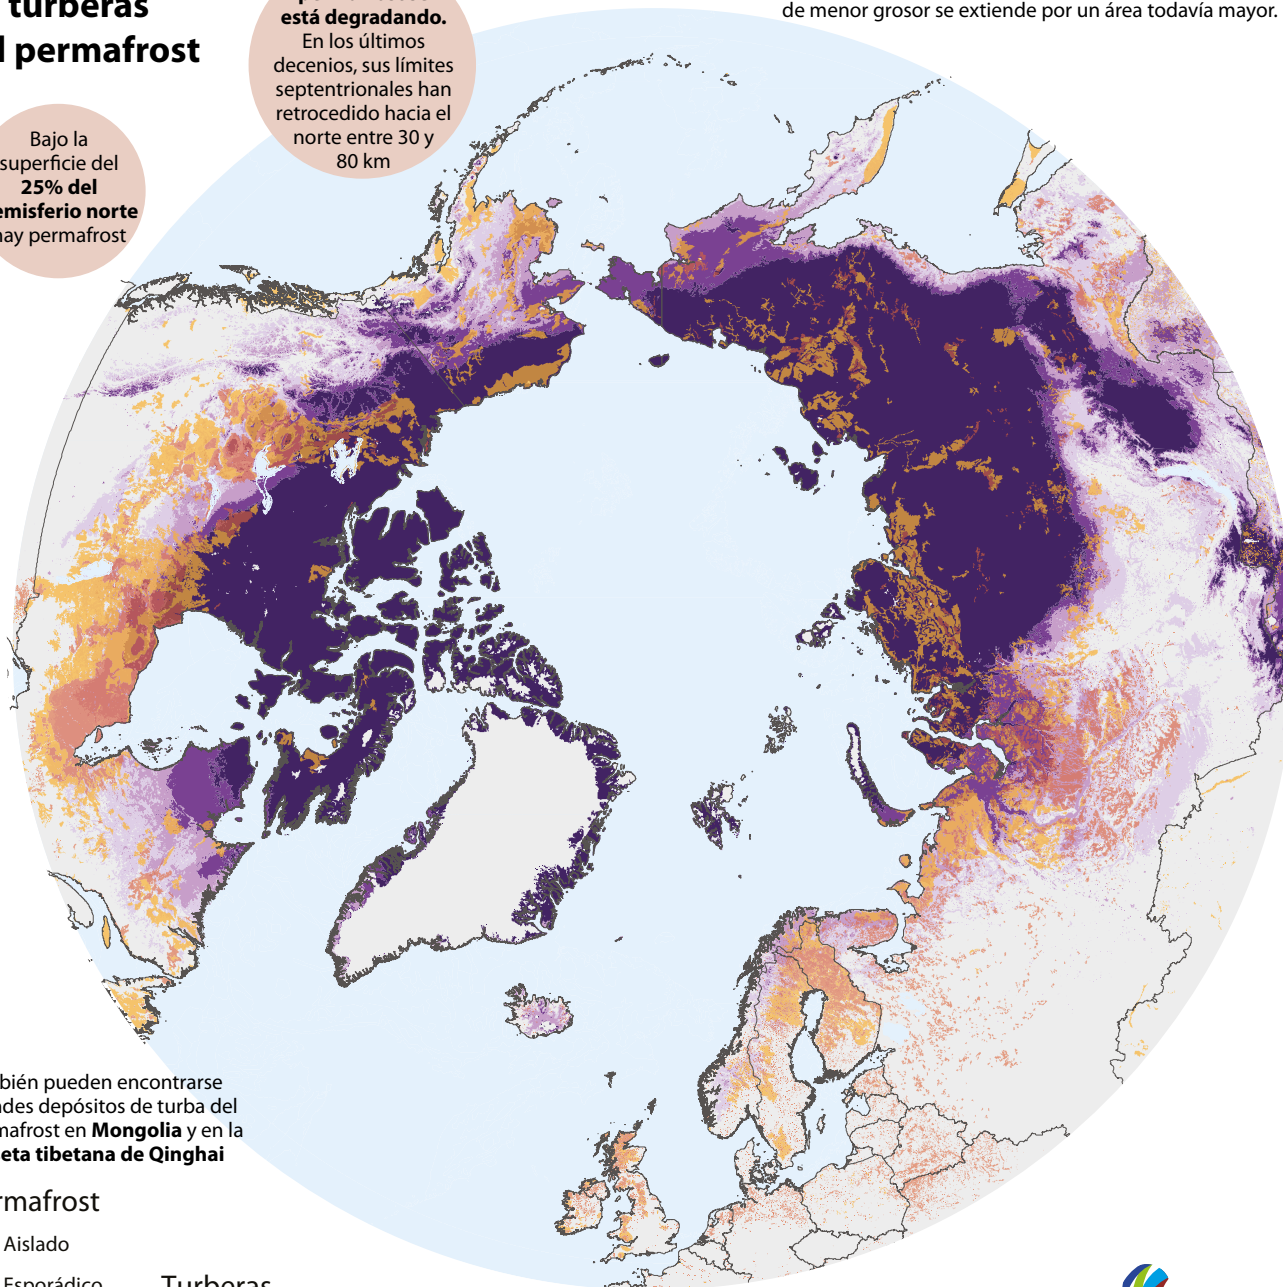 turberas
permafrost
está degradando.
En los últimos
decenios, sus límites
septentrionales han
retrocedido hacia el
norte entre 30 y
80 km
de menor grosor se extiende por un área todavía mayor.
Bajo la
superficie del
25% del
emisferio norte
hay permafrost
bién pueden encontrarse
ndes depósitos de turba del
mafrost en Mongolia y en la
eta tibetana de Qinghai
rmafrost
Aislado
Esporádico
Turberas